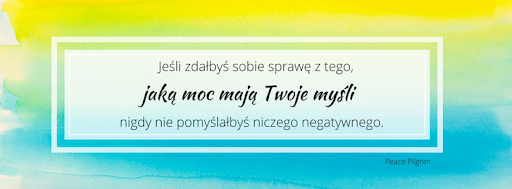 Jeśli zdałbyś sobie sprawę z tego,
jaką moc mają Twoje myśli
nigdy nie pomyślałbyś niczego negatywnego.
Peace Pilgrim